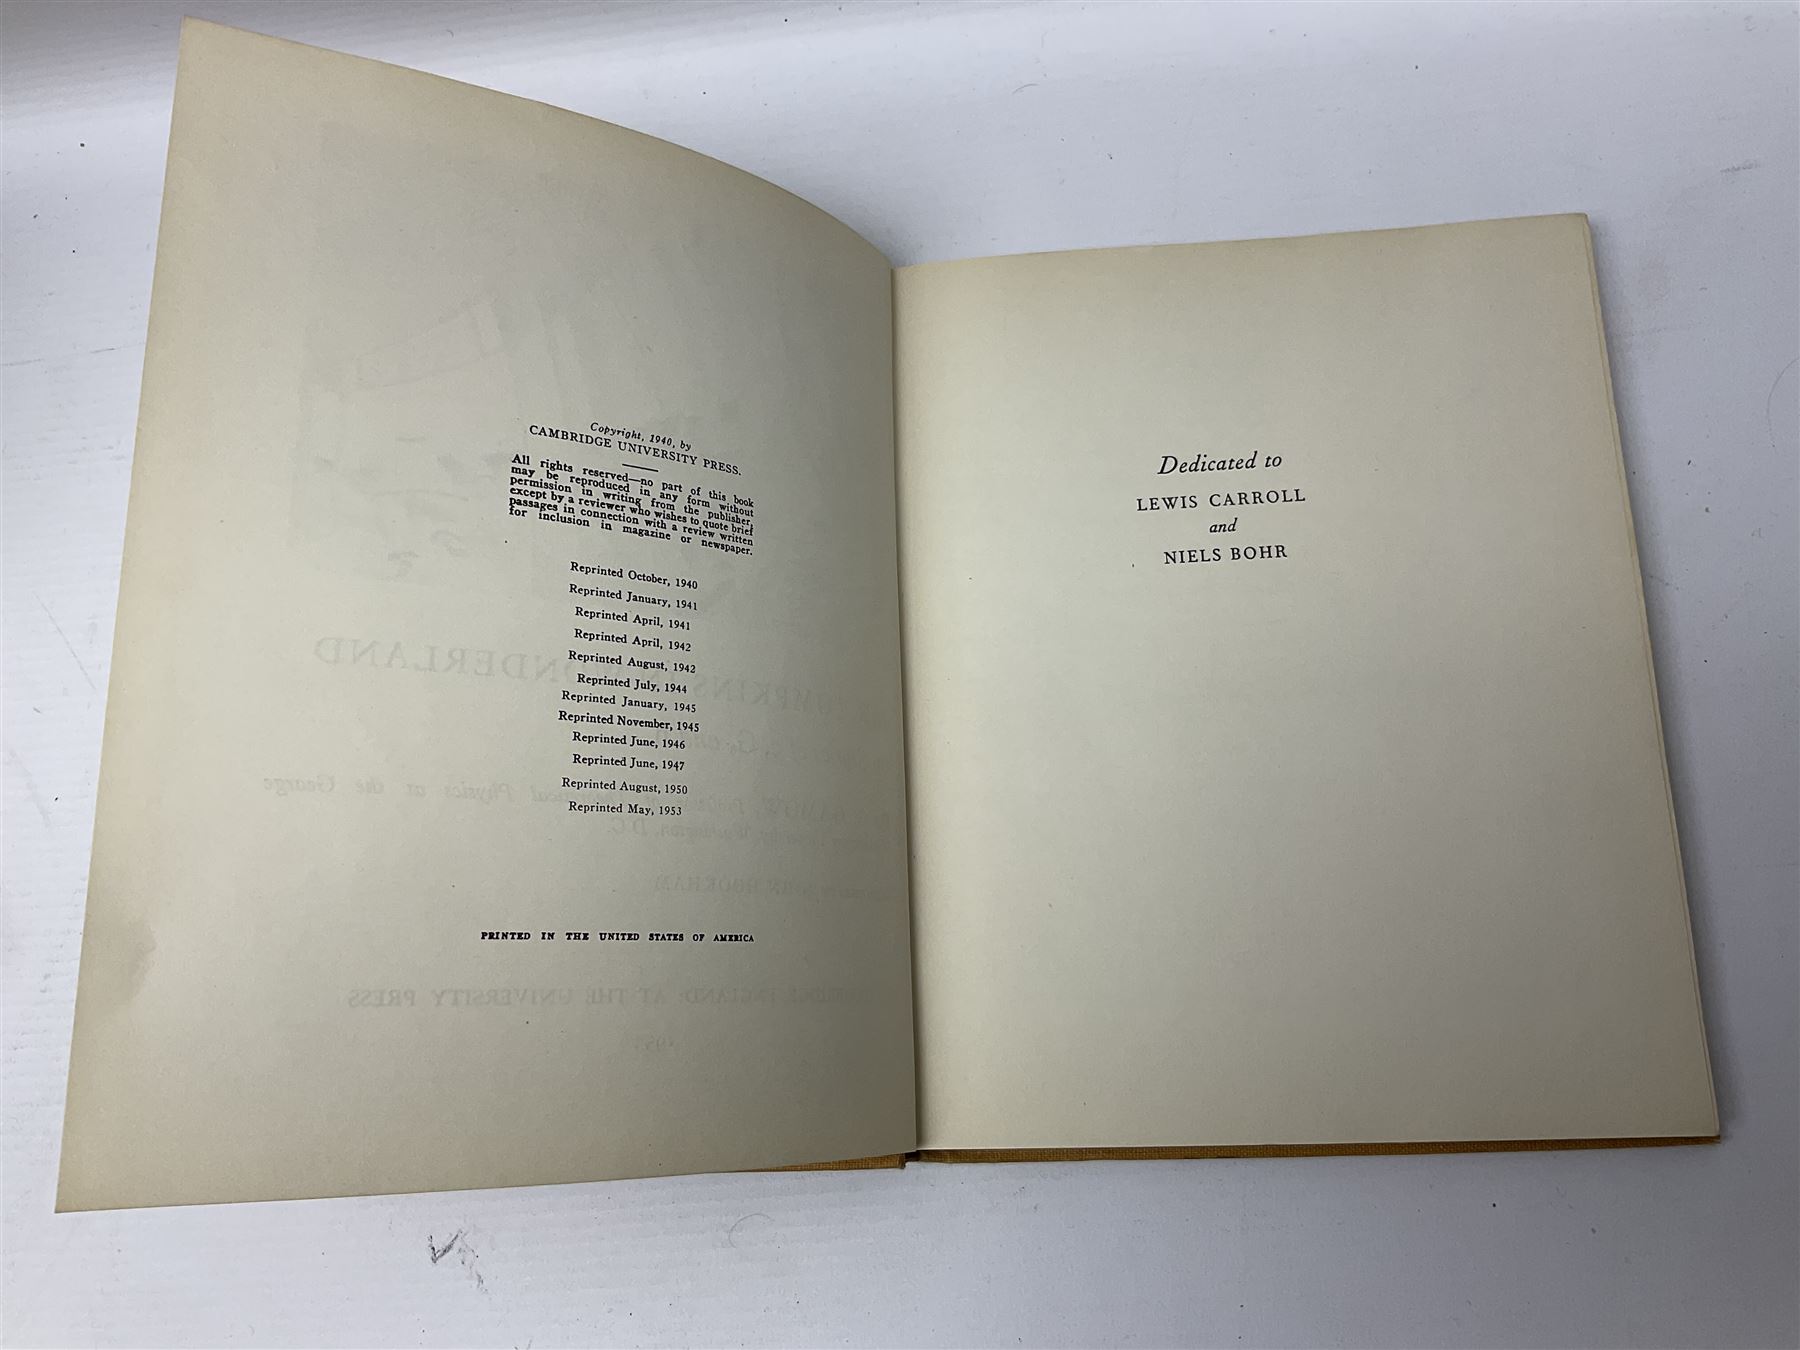 Copyright, 1940, by
CAMBRIDGE UNIVERSITY PRESS.
All rights reserved—no part of this book
may be reproduced in any form without
permission in writing from the publisher,
except by a reviewer who wishes to quote brief
passages in connection with a review written
for inclusion in magazine or newspaper.
Reprinted October, 1940
Reprinted January, 1941
Reprinted April, 1941
Reprinted April, 1942
Reprinted August, 1942
Reprinted July, 1944
Reprinted January, 1945
Reprinted November, 1945
Reprinted June, 1946
Reprinted June, 1947
Reprinted August, 1950
Reprinted May, 1953
PRINTED IN THE UNITED STATES OF AMERICA
Dedicated to
LEWIS CARROLL
and
NIELS BOHR